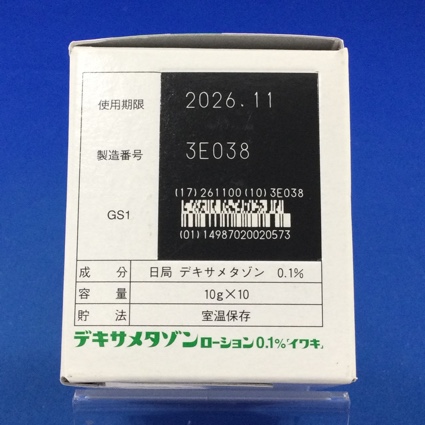 使用期限 2026.11
製造番号 3E038
(17)261100(10)3E038
GS1
(01)14987020020573
成分 日局 デキサメタゾン 0.1%
容量 10g×10
貯法 室温保存
デキサメタゾンローション0.1%「イワキ」